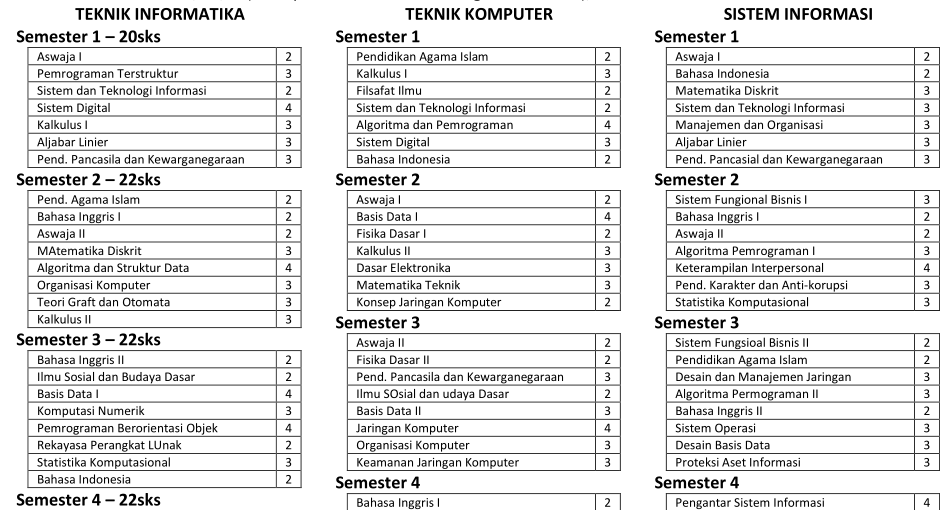 TEKNIK INFORMATIKA
Semester 1 – 20sks
Aswaja I 2
Pemrograman Terstruktur 3
Sistem dan Teknologi Informasi 2
Sistem Digital 4
Kalkulus I 3
Aljabar Linier 3
Pend. Pancasila dan Kewarganegaraan 3
Semester 2 – 22sks
Pend. Agama Islam 2
Bahasa Inggris I 2
Aswaja II 2
MAtematika Diskrit 3
Algoritma dan Struktur Data 4
Organisasi Komputer 3
Teori Graft dan Otomata 3
Kalkulus II 3
Semester 3 – 22sks
Bahasa Inggris II 2
Ilmu Sosial dan Budaya Dasar 2
Basis Data I 4
Komputasi Numerik 3
Pemrograman Berorientasi Objek 4
Rekayasa Perangkat LUnak 2
Statistika Komputasional 3
Bahasa Indonesia 2
Semester 4 – 22sks
TEKNIK KOMPUTER
Semester 1
Pendidikan Agama Islam 2
Kalkulus I 3
Filsafat Ilmu 2
Sistem dan Teknologi Informasi 2
Algoritma dan Pemrograman 4
Sistem Digital 3
Bahasa Indonesia 2
Semester 2
Aswaja I 2
Basis Data I 4
Fisika Dasar I 2
Kalkulus II 3
Dasar Elektronika 3
Matematika Teknik 3
Konsep Jaringan Komputer 2
Semester 3
Aswaja II 2
Fisika Dasar II 2
Pend. Pancasila dan Kewarganegaraan 3
Ilmu SOsial dan udaya Dasar 2
Basis Data II 3
Jaringan Komputer 4
Organisasi Komputer 3
Keamanan Jaringan Komputer 3
Semester 4
Bahasa Inggris I 2
SISTEM INFORMASI
Semester 1
Aswaja I 2
Bahasa Indonesia 2
Matematika Diskrit 3
Sistem dan Teknologi Informasi 3
Manajemen dan Organisasi 3
Aljabar Linier 3
Pend. Pancasial dan Kewarganegaraan 3
Semester 2
Sistem Fungional Bisnis I 3
Bahasa Inggris I 2
Aswaja II 2
Algoritma Pemrograman I 3
Keterampilan Interpersonal 4
Pend. Karakter dan Anti-korupsi 3
Statistika Komputasional 3
Semester 3
Sistem Fungsioal Bisnis II 2
Pendidikan Agama Islam 2
Desain dan Manajemen Jaringan 3
Algoritma Permograman II 3
Bahasa Inggris II 2
Sistem Operasi 3
Desain Basis Data 3
Proteksi Aset Informasi 3
Semester 4
Pengantar Sistem Informasi 4